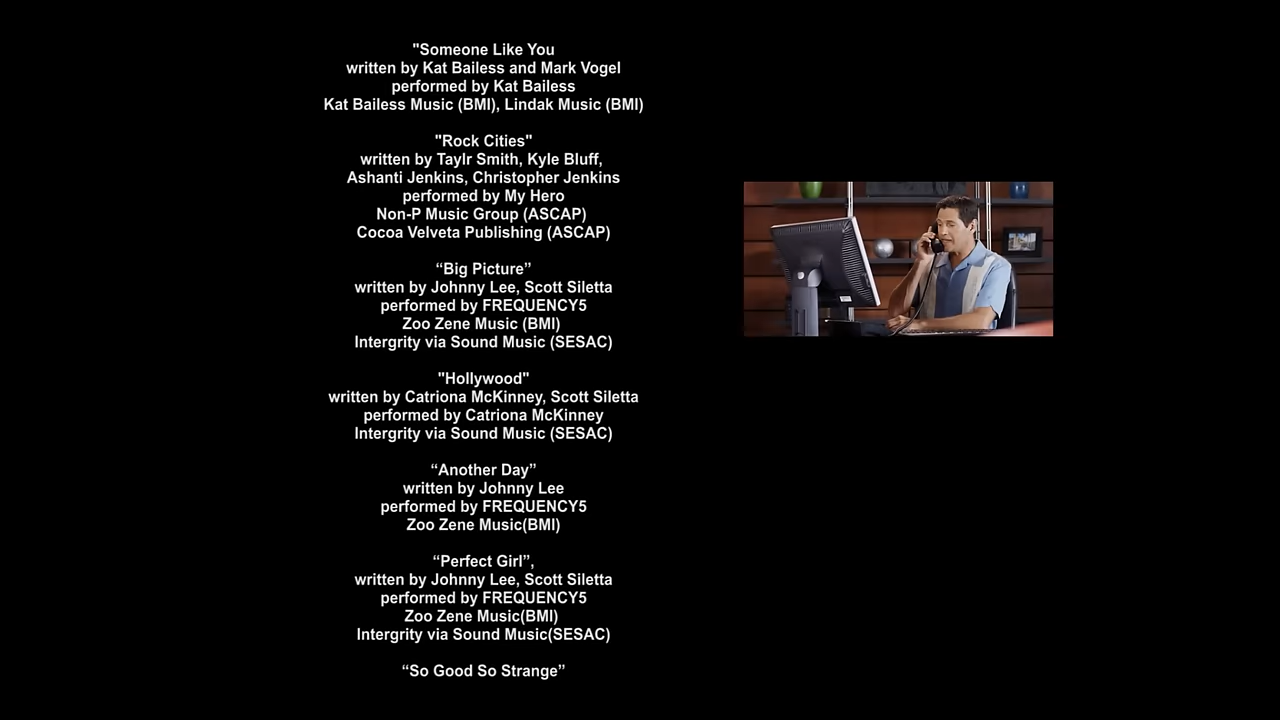 "Someone Like You
written by Kat Bailess and Mark Vogel
performed by Kat Bailess
Kat Bailess Music (BMI), Lindak Music (BMI)
"Rock Cities"
written by Taylr Smith, Kyle Bluff,
Ashanti Jenkins, Christopher Jenkins
performed by My Hero
Non-P Music Group (ASCAP)
Cocoa Velveta Publishing (ASCAP)
“Big Picture”
written by Johnny Lee, Scott Siletta
performed by FREQUENCY5
Zoo Zene Music (BMI)
Intergrity via Sound Music (SESAC)
"Hollywood"
written by Catriona McKinney, Scott Siletta
performed by Catriona McKinney
Intergrity via Sound Music (SESAC)
“Another Day”
written by Johnny Lee
performed by FREQUENCY5
Zoo Zene Music(BMI)
“Perfect Girl”,
written by Johnny Lee, Scott Siletta
performed by FREQUENCY5
Zoo Zene Music(BMI)
Intergrity via Sound Music(SESAC)
“So Good So Strange”